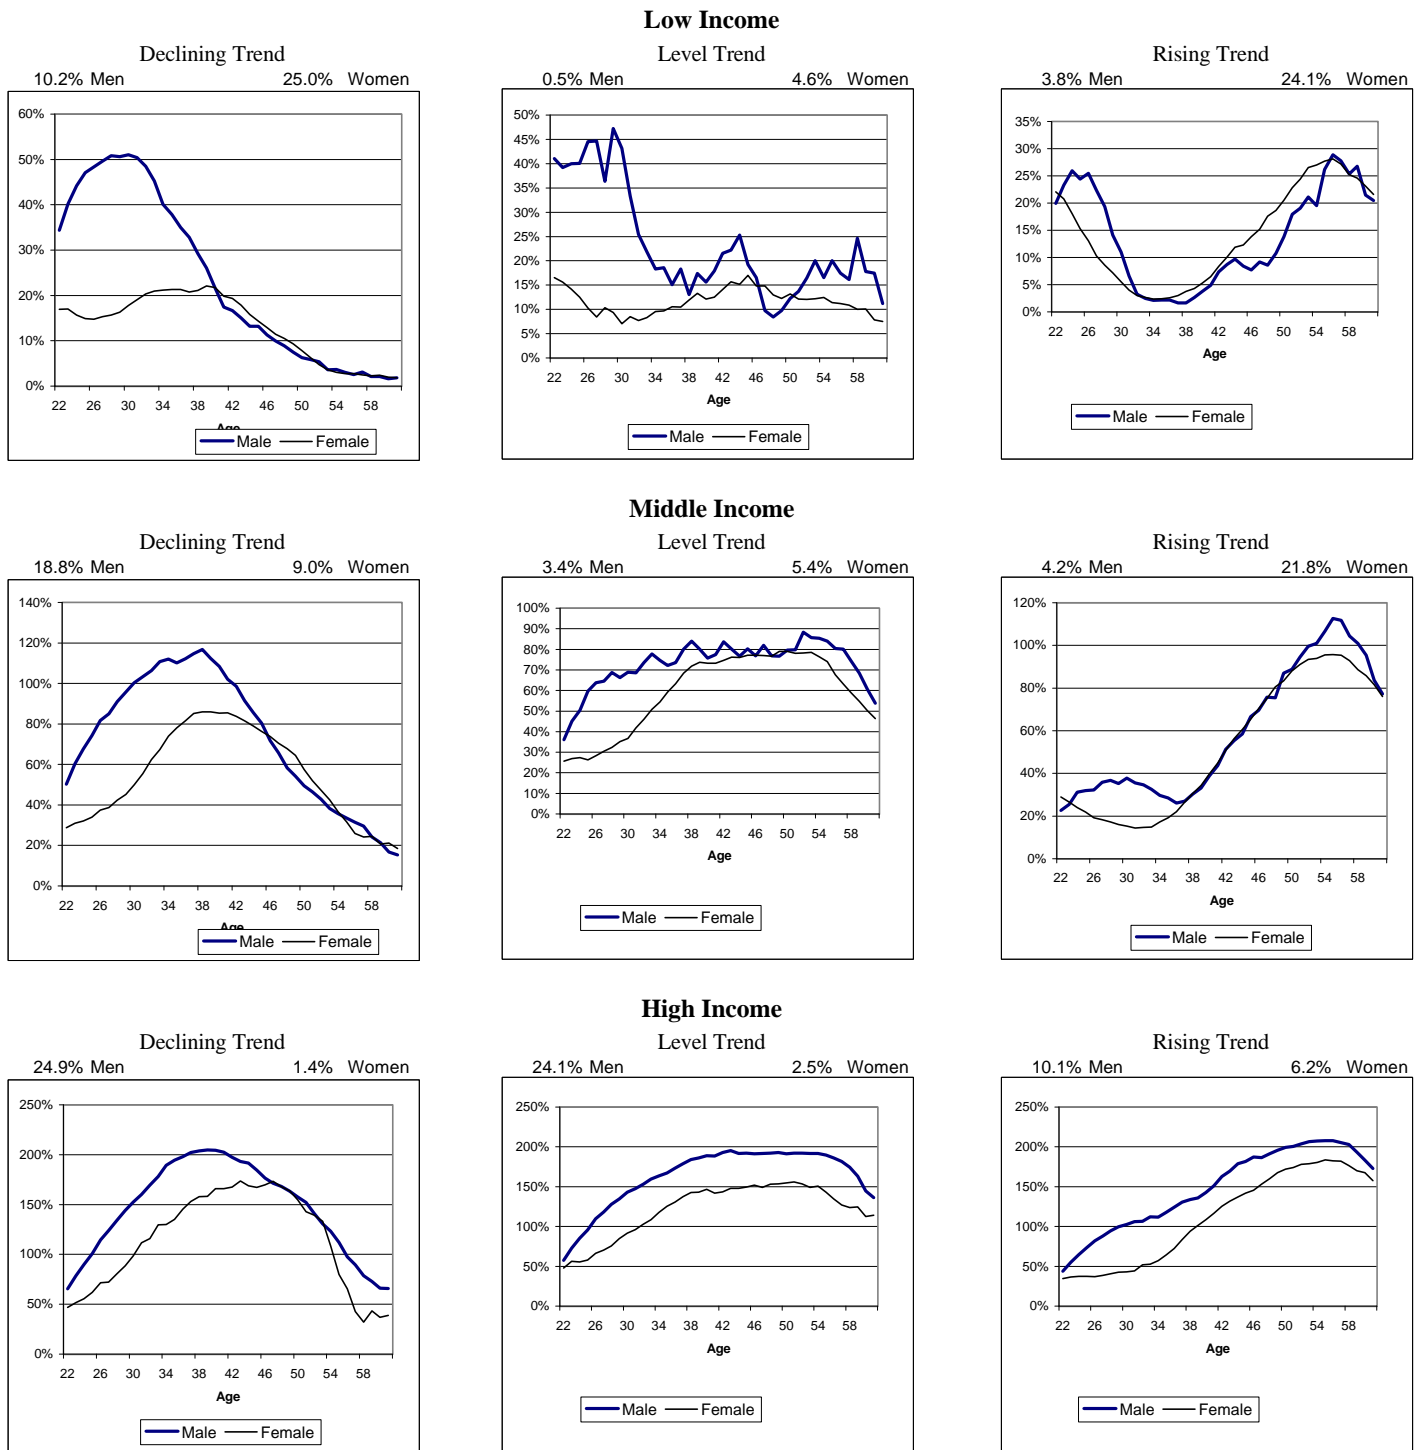 Low Income
Declining Trend
10.2% Men 25.0% Women
60%
50%
40%
30%
20%
10%
0%
22 26 30 34 38 42 46 50 54 58
Age
Male Female
Level Trend
0.5% Men 4.6% Women
50%
45%
40%
35%
30%
25%
20%
15%
10%
5%
0%
22 26 30 34 38 42 46 50 54 58
Age
Male Female
Rising Trend
3.8% Men 24.1% Women
35%
30%
25%
20%
15%
10%
5%
0%
22 26 30 34 38 42 46 50 54 58
Age
Male Female
Middle Income
Declining Trend
18.8% Men 9.0% Women
140%
120%
100%
80%
60%
40%
20%
0%
22 26 30 34 38 42 46 50 54 58
Age
Male Female
Level Trend
3.4% Men 5.4% Women
100%
90%
80%
70%
60%
50%
40%
30%
20%
10%
0%
22 26 30 34 38 42 46 50 54 58
Age
Male Female
Rising Trend
4.2% Men 21.8% Women
120%
100%
80%
60%
40%
20%
0%
22 26 30 34 38 42 46 50 54 58
Age
Male Female
High Income
Declining Trend
24.9% Men 1.4% Women
250%
200%
150%
100%
50%
0%
22 26 30 34 38 42 46 50 54 58
Age
Male Female
Level Trend
24.1% Men 2.5% Women
250%
200%
150%
100%
50%
0%
22 26 30 34 38 42 46 50 54 58
Age
Male Female
Rising Trend
10.1% Men 6.2% Women
250%
200%
150%
100%
50%
0%
22 26 30 34 38 42 46 50 54 58
Age
Male Female